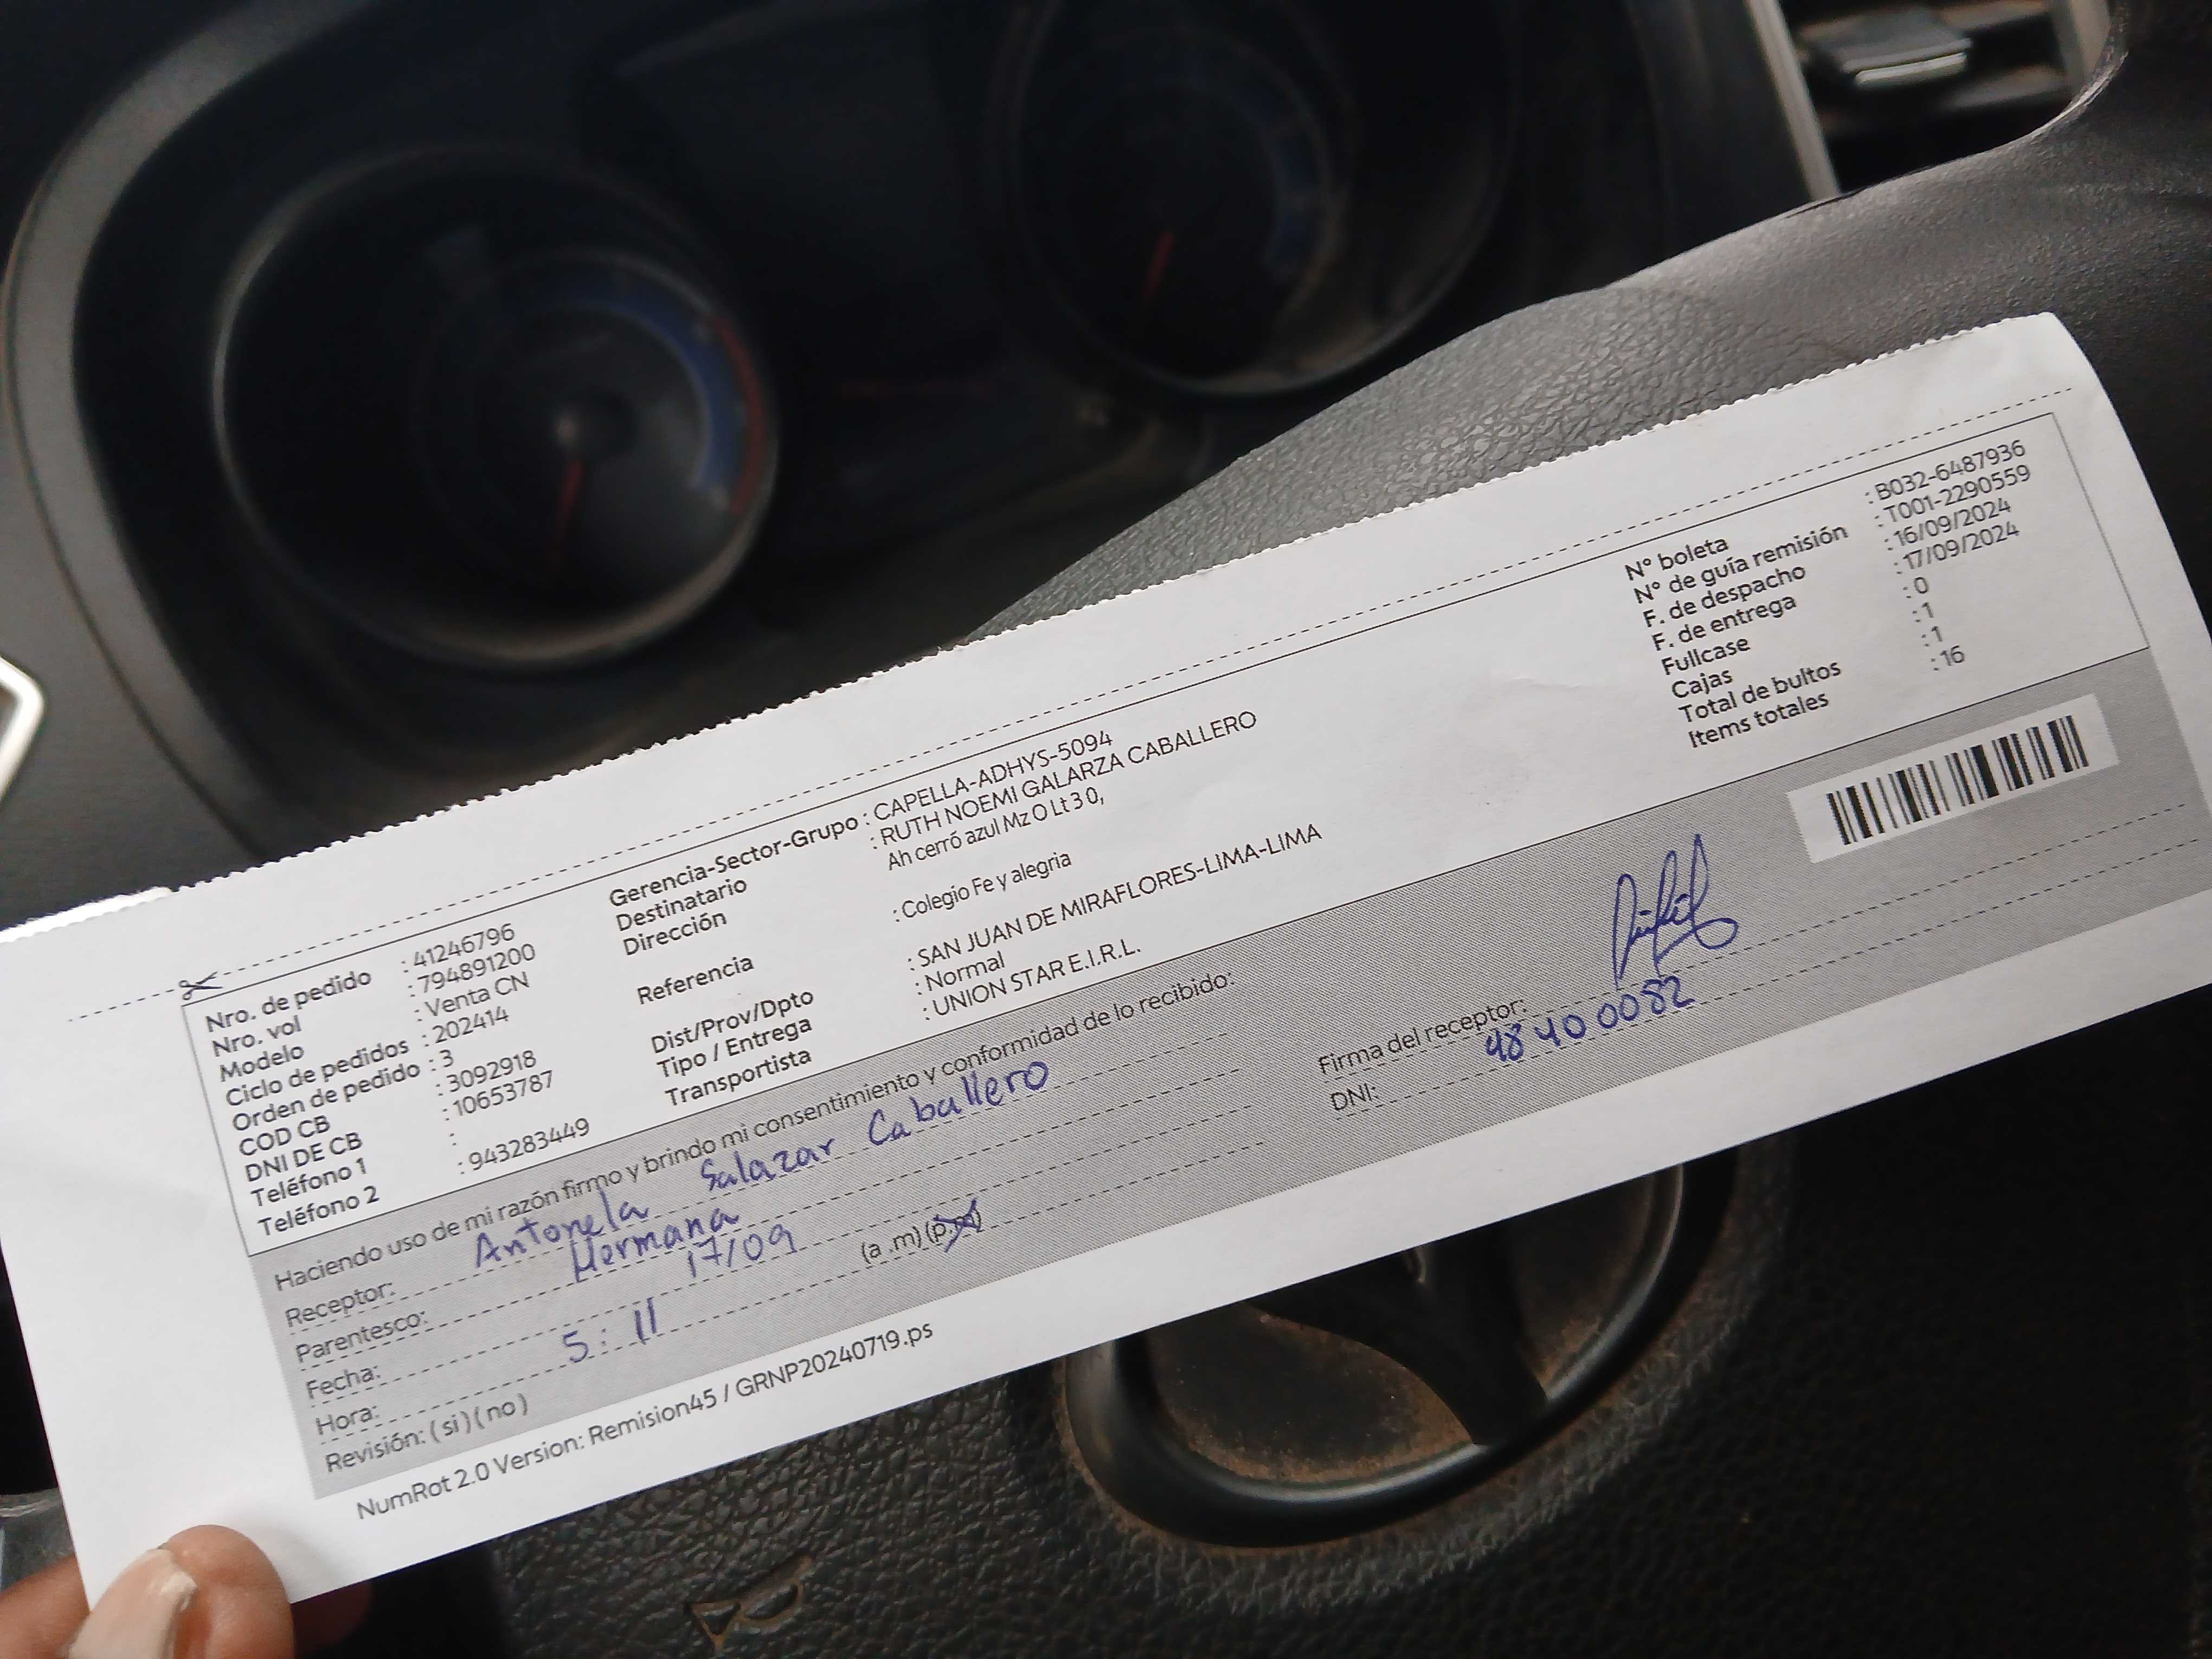 Nro. de pedido : 41246796
Nro. vol : 794891200
Modelo : Venta CN
Ciclo de pedidos : 202414
Orden de pedido : 3
COD CB : 3092918
DNI DE CB : 10653787
Teléfono 1 :
Teléfono 2 : 943283449
Gerencia-Sector-Grupo : CAPELLA-ADHYS-5094
Destinatario : RUTH NOEMI GALARZA CABALLERO
Dirección Ah cerró azul Mz O Lt 3 0,
Referencia : Colegio Fe y alegria
Dist/Prov/Dpto : SAN JUAN DE MIRAFLORES-LIMA-LIMA
Tipo / Entrega : Normal
Transportista : UNION STAR E.I.R.L.
N° boleta : B032-6487936
N° de guía remisión : T001-2290559
F. de despacho : 16/09/2024
F. de entrega : 17/09/2024
Fullcase : 0
Cajas : 1
Total de bultos : 1
Items totales : 16
Haciendo uso de mi razón firmo y brindo mi consentimiento y conformidad de lo recibido:
Receptor: Antonela Salazar Caballero
Parentesco: Hermana
Fecha: 17/09
Hora: 5:11 (a.m)(p.m)
Revisión: (si)(no)
Firma del receptor:
DNI: 48400082
NumRot 2.0 Version: Remision45 / GRNP20240719.ps